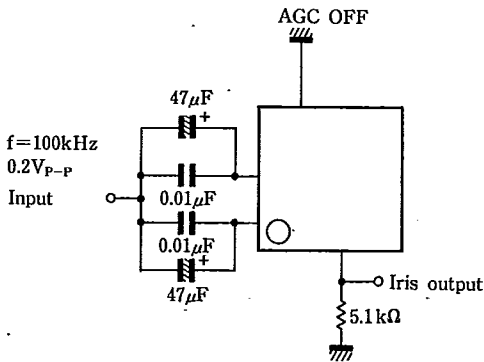 AGC OFF
47μF
+
f=100kHz
0.2VP-P
Input
0.01μF
0.01μF
+
47μF
Iris output
5.1kΩ